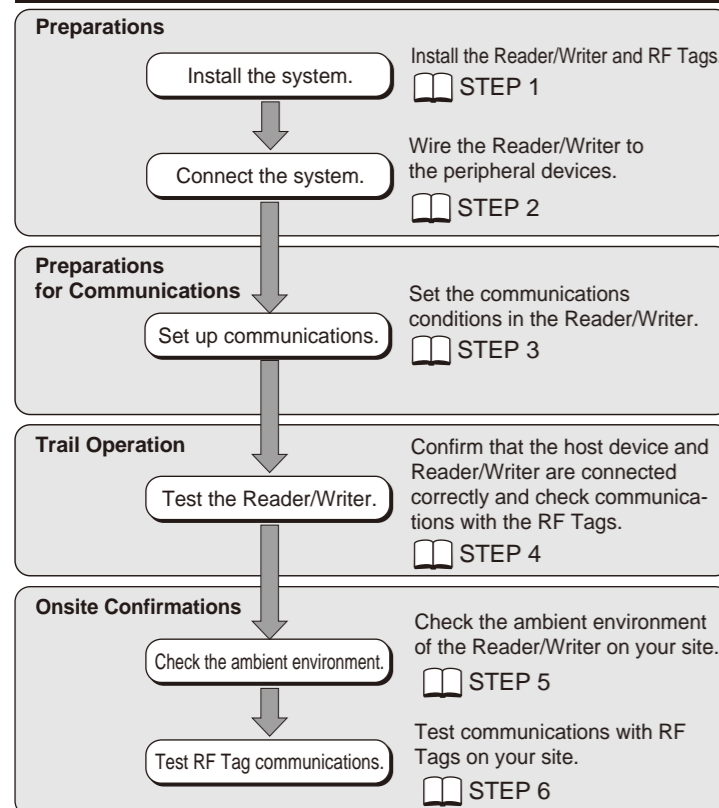 Preparations
Install the system.
Install the Reader/Writer and RF Tags
STEP 1
Connect the system.
Wire the Reader/Writer to
the peripheral devices.
STEP 2
Preparations
for Communications
Set up communications.
Set the communications
conditions in the Reader/Writer.
STEP 3
Trail Operation
Test the Reader/Writer.
Confirm that the host device and
Reader/Writer are connected
correctly and check communica-
tions with the RF Tags.
STEP 4
Onsite Confirmations
Check the ambient environment.
Check the ambient environment
of the Reader/Writer on your site.
STEP 5
Test RF Tag communications.
Test communications with RF
Tags on your site.
STEP 6